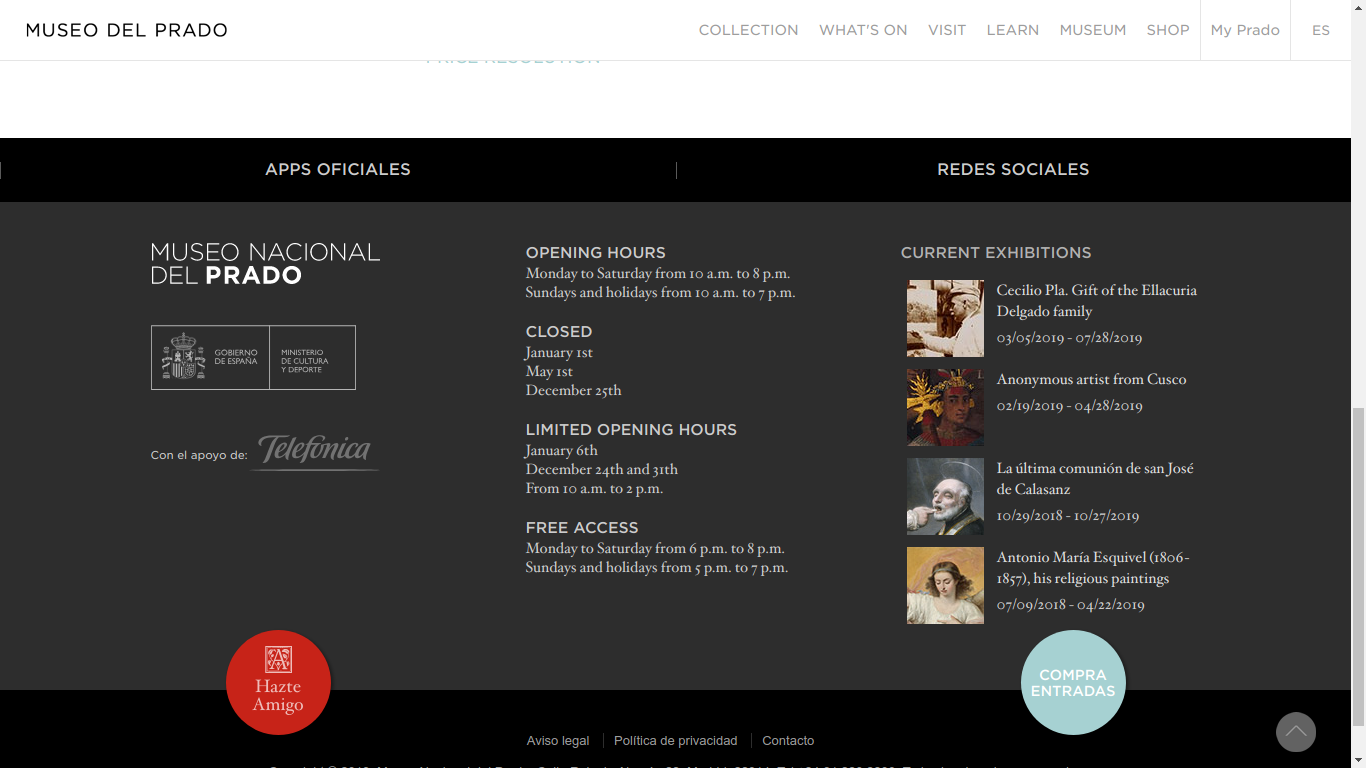 MUSEO DEL PRADO
COLLECTION WHAT'S ON VISIT LEARN MUSEUM SHOP My Prado ES
APPS OFICIALES
REDES SOCIALES
MUSEO NACIONAL
DEL PRADO
GOBIERNO
DE ESPAÑA
MINISTERIO
DE CULTURA
Y DEPORTE
Con el apoyo de: Telefónica
OPENING HOURS
Monday to Saturday from 10 a.m. to 8 p.m.
Sundays and holidays from 10 a.m. to 7 p.m.
CLOSED
January 1st
May 1st
December 25th
LIMITED OPENING HOURS
January 6th
December 24th and 31th
From 10 a.m. to 2 p.m.
FREE ACCESS
Monday to Saturday from 6 p.m. to 8 p.m.
Sundays and holidays from 5 p.m. to 7 p.m.
CURRENT EXHIBITIONS
Cecilio Pla. Gift of the Ellacuria
Delgado family
03/05/2019 - 07/28/2019
Anonymous artist from Cusco
02/19/2019 - 04/28/2019
La última comunión de san José
de Calasanz
10/29/2018 - 10/27/2019
Antonio María Esquivel (1806-
1857), his religious paintings
07/09/2018 - 04/22/2019
A
Hazte
Amigo
COMPRA
ENTRADAS
Aviso legal Política de privacidad Contacto